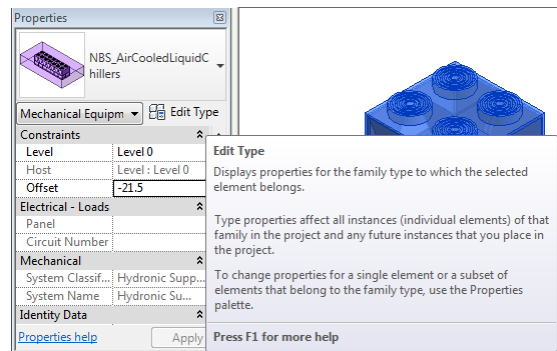 Properties
NBS_AirCooledLiquidC
hillers
Mechanical Equipm Edit Type
Constraints
Level Level 0
Host Level : Level 0
Offset -21.5
Electrical - Loads
Panel
Circuit Number
Mechanical
System Classif... Hydronic Supp...
System Name Hydronic Su...
Identity Data
Properties help Apply
Edit Type
Displays properties for the family type to which the selected
element belongs.
Type properties affect all instances (individual elements) of that
family in the project and any future instances that you place in
the project.
To change properties for a single element or a subset of
elements that belong to the family type, use the Properties
palette.
Press F1 for more help